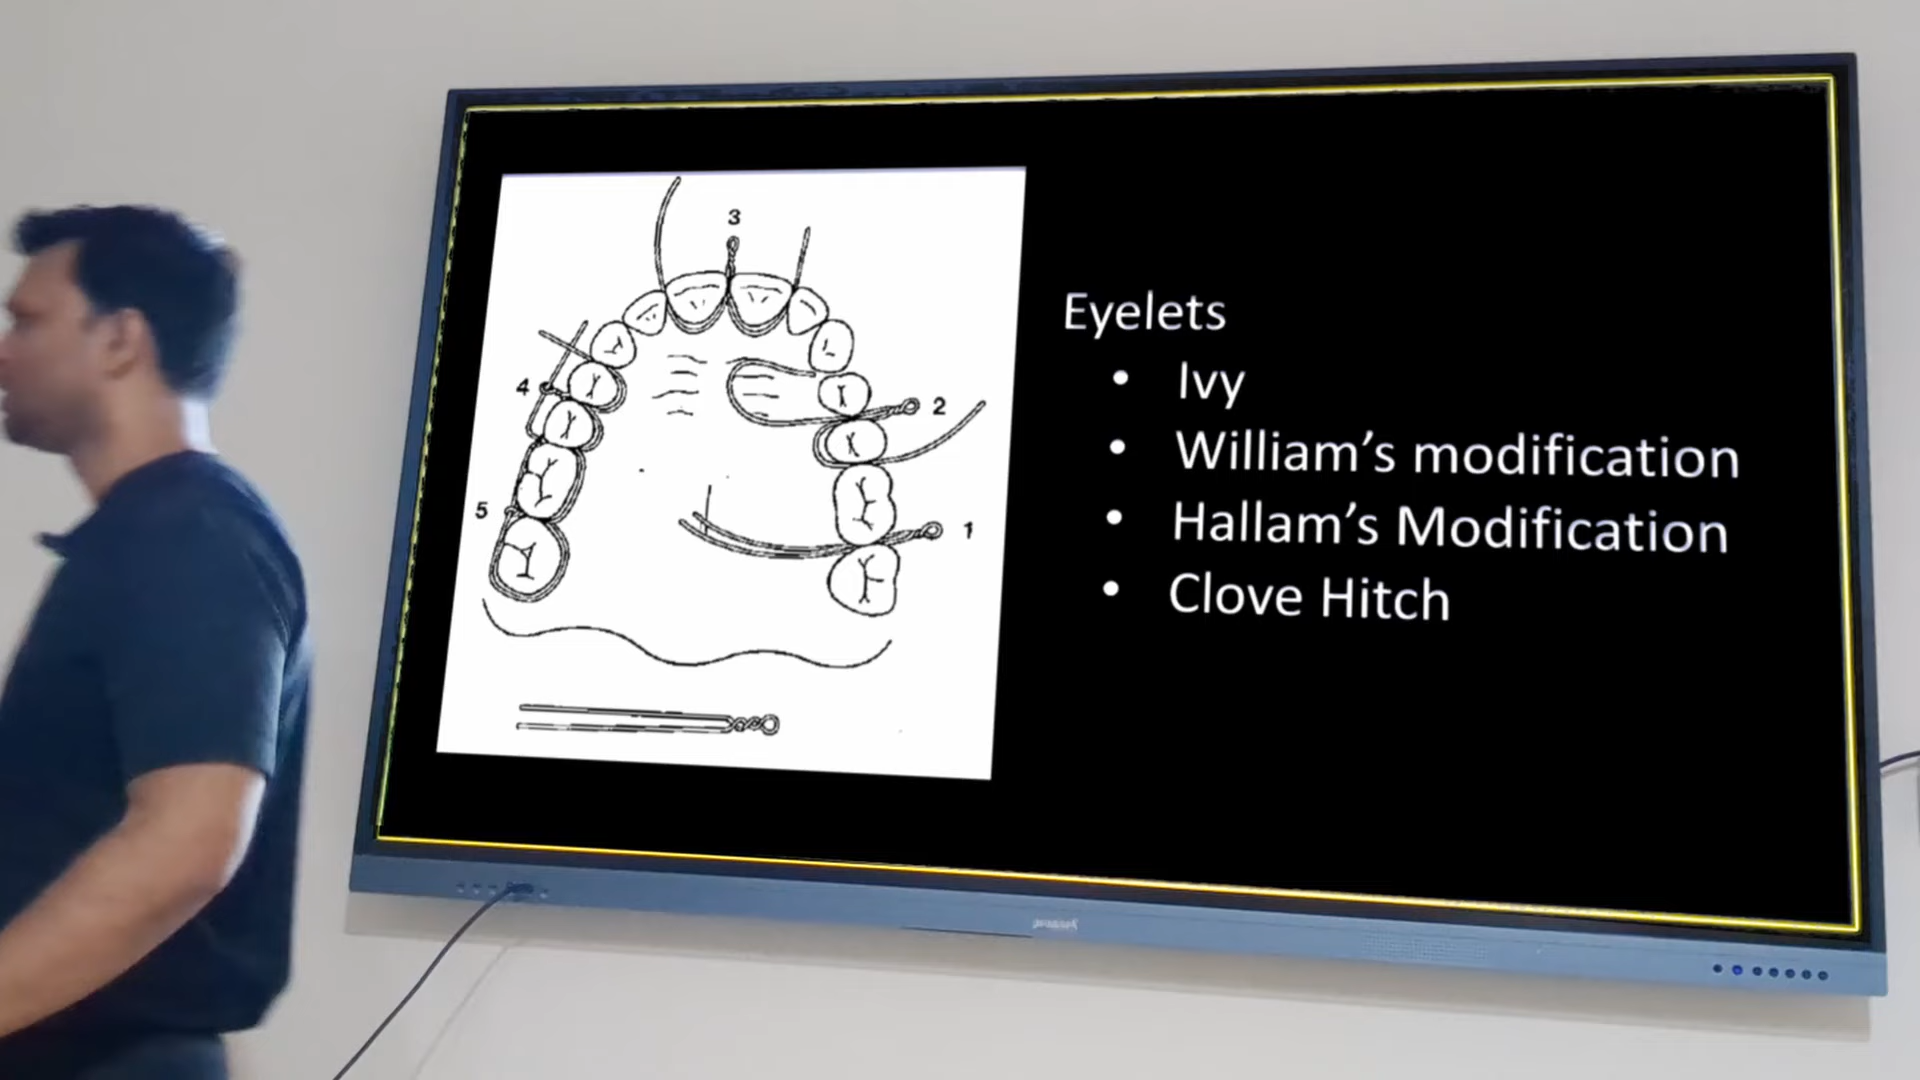 3
4
2
5
1
Eyelets
• Ivy
• William's modification
• Hallam's Modification
• Clove Hitch